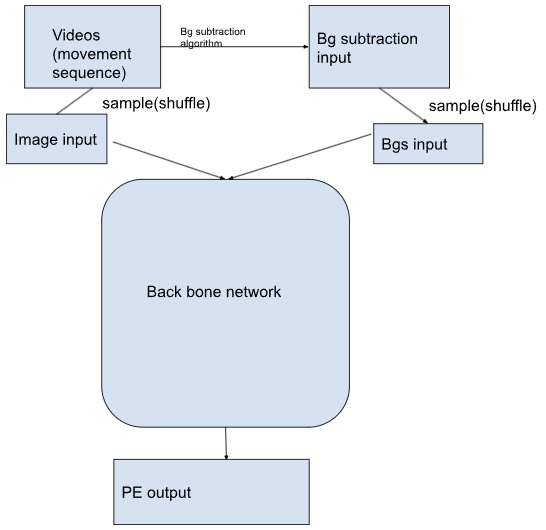 Videos
(movement
sequence)
Bg subtraction
algorithm
Bg subtraction
input
sample(shuffle)
sample(shuffle)
Image input
Bgs input
Back bone network
PE output